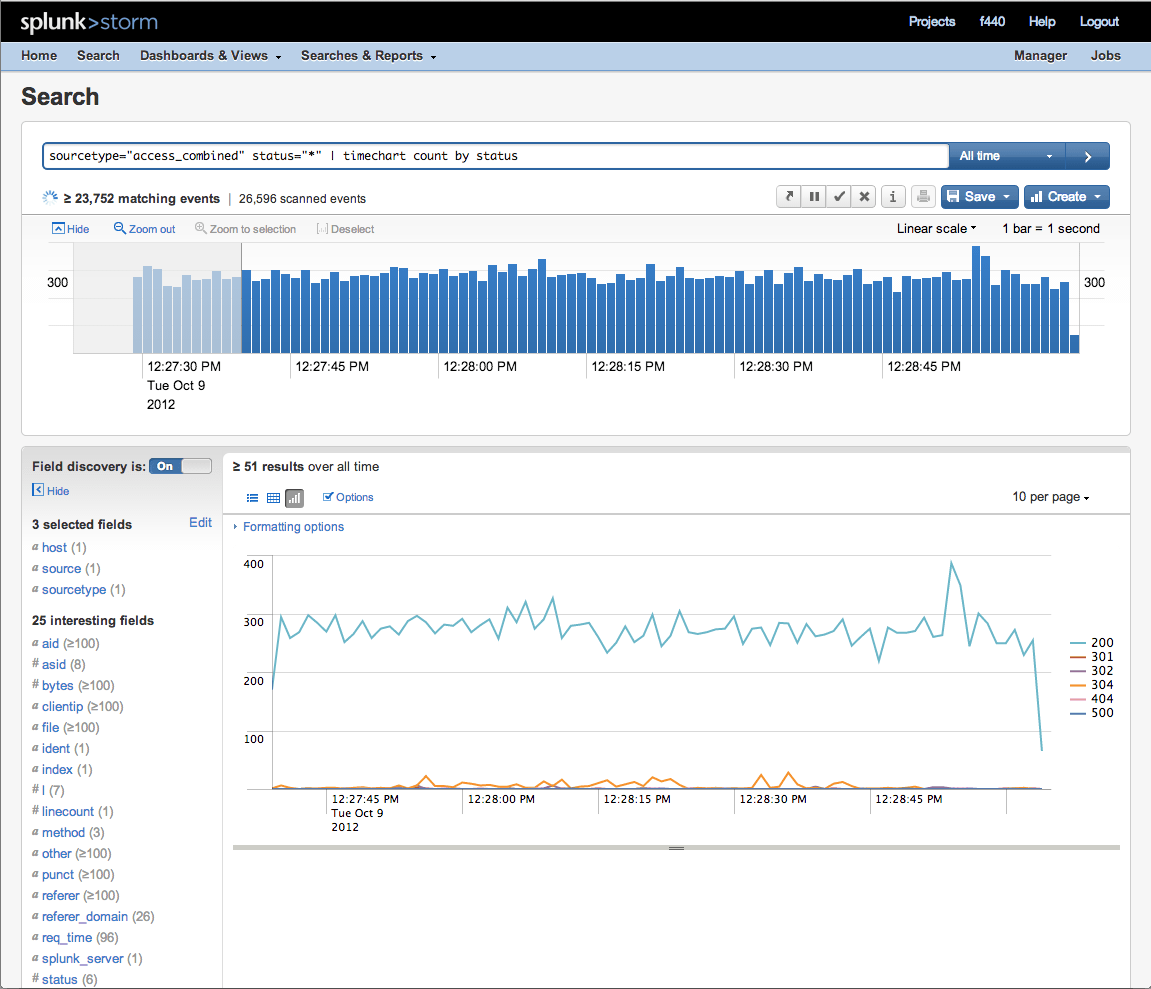 splunk>storm Projects f440 Help Logout
Home Search Dashboards & Views Searches & Reports Manager Jobs
Search
sourcetype="access_combined" status="*" | timechart count by status All time
≥ 23,752 matching events | 26,596 scanned events i Save Create
Hide Zoom out Zoom to selection Deselect Linear scale 1 bar = 1 second
300 300
12:27:30 PM 12:27:45 PM 12:28:00 PM 12:28:15 PM 12:28:30 PM 12:28:45 PM
Tue Oct 9
2012
Field discovery is: On
Hide
3 selected fields Edit
a host (1)
a source (1)
a sourcetype (1)
25 interesting fields
a aid (≥100)
# asid (8)
# bytes (≥100)
a clientip (≥100)
a file (≥100)
a ident (1)
a index (1)
# l (7)
# linecount (1)
a method (3)
a other (≥100)
a punct (≥100)
a referer (≥100)
a referer_domain (26)
a req_time (96)
a splunk_server (1)
# status (6)
≥ 51 results over all time
Options 10 per page
Formatting options
400
300
200
100
200
301
302
304
404
500
12:27:45 PM 12:28:00 PM 12:28:15 PM 12:28:30 PM 12:28:45 PM
Tue Oct 9
2012